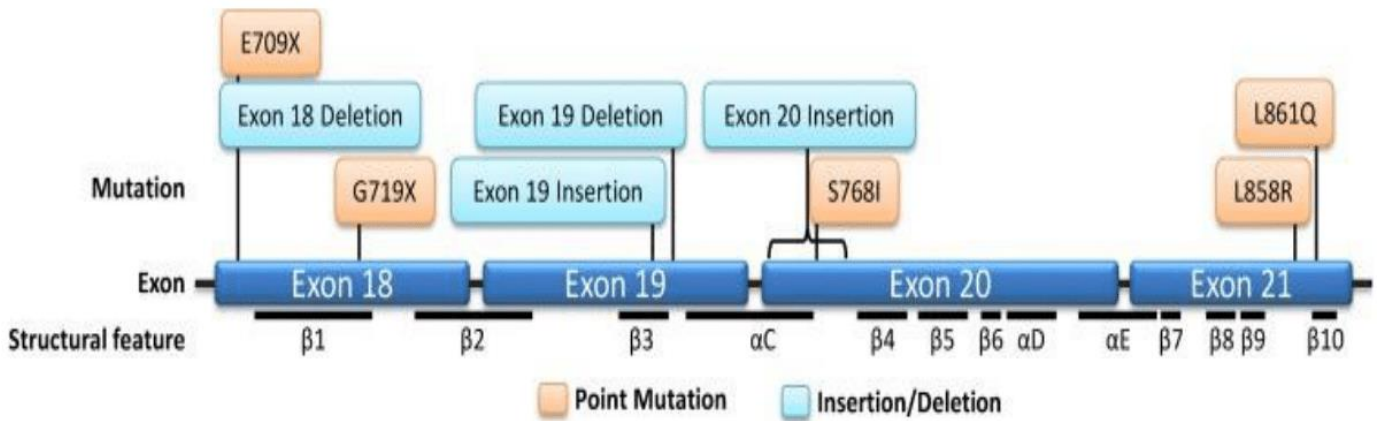 E709X
Exon 18 Deletion Exon 19 Deletion Exon 20 Insertion L861Q
Mutation G719X Exon 19 Insertion S768I L858R
Exon Exon 18 Exon 19 Exon 20 Exon 21
Structural feature β1 β2 β3 αC β4 β5 β6 αD αE β7 β8 β9 β10
Point Mutation Insertion/Deletion